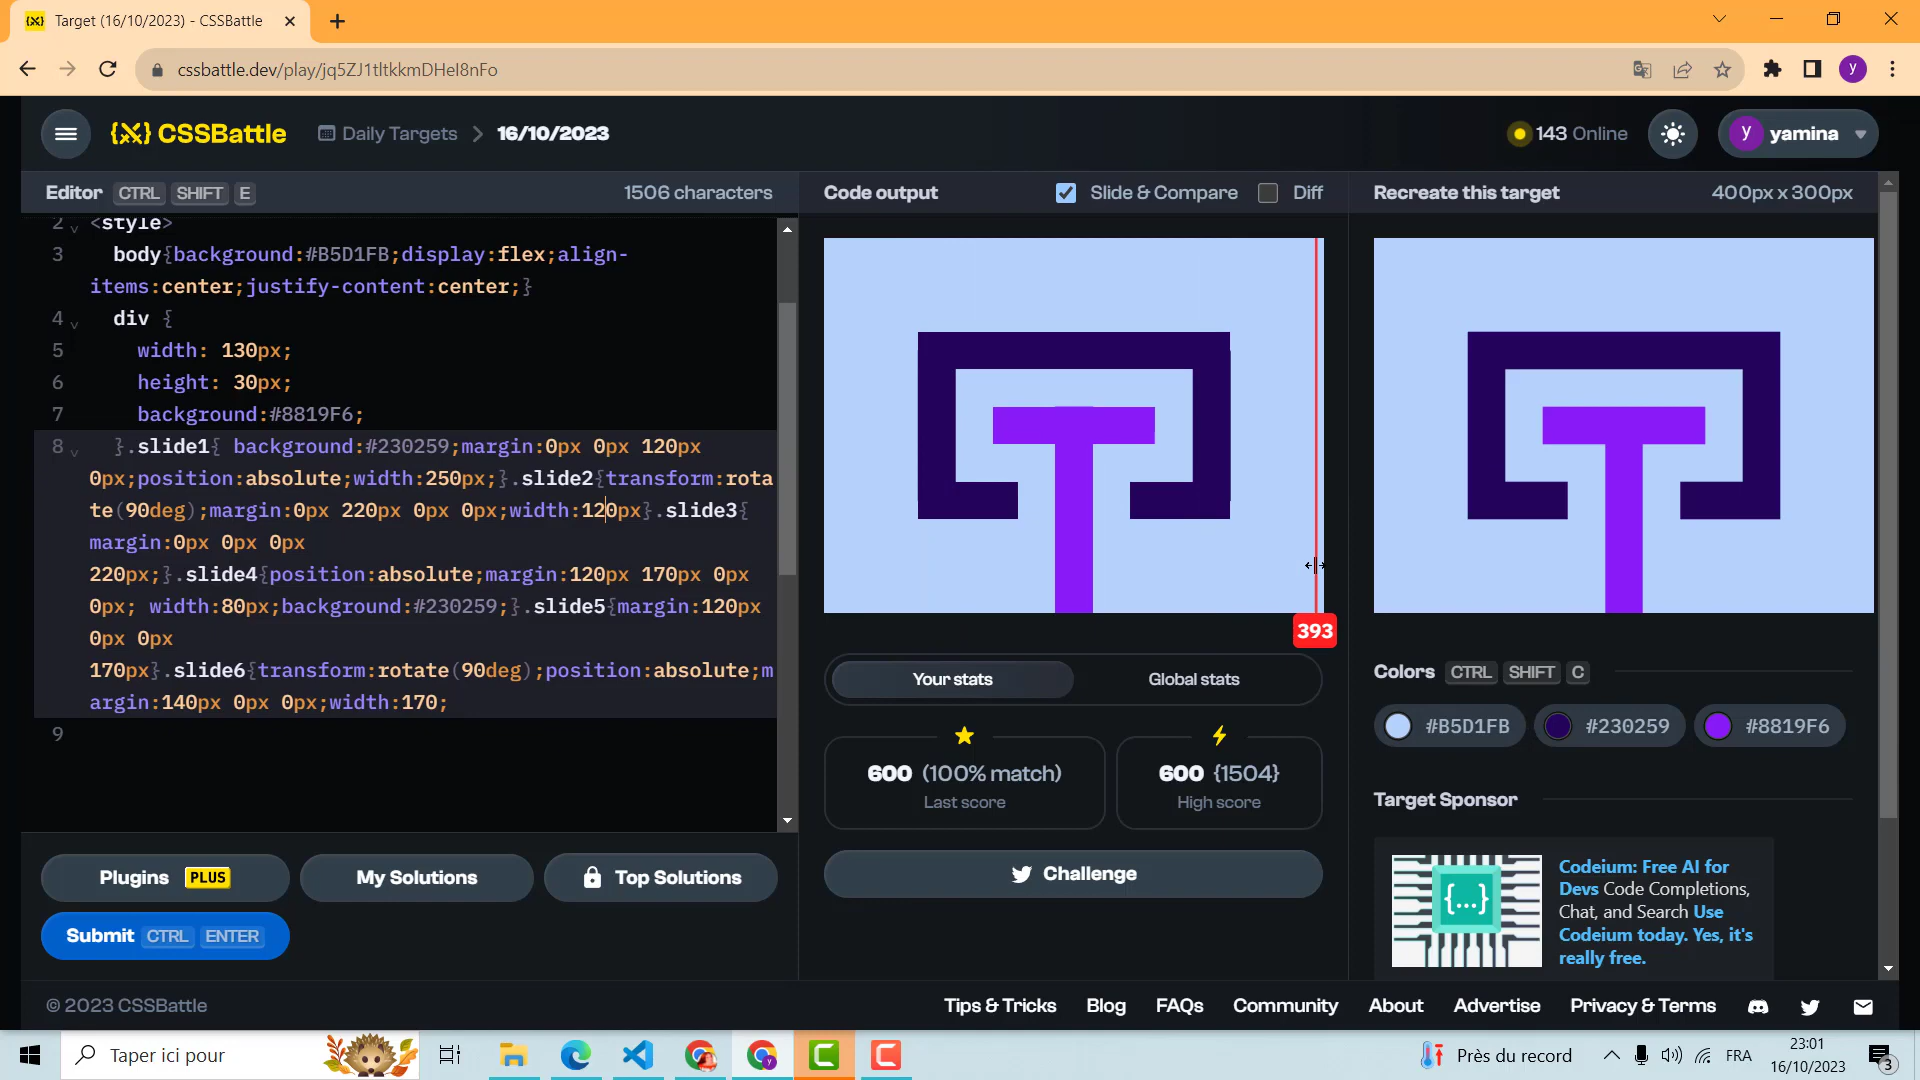 Target (16/10/2023) - CSSBattle
cssbattle.dev/play/jq5ZJ1tltkkmDHel8nFo
y
{X} CSSBattle
Daily Targets > 16/10/2023
143 Online
y yamina
Editor CTRL SHIFT E
1506 characters
Code output
Slide & Compare
Diff
Recreate this target
400px x 300px
2 <style>
3 body{background:#B5D1FB;display:flex;align-
items:center;justify-content:center;}
4 div {
5 width: 130px;
6 height: 30px;
7 background:#8819F6;
8 }.slide1{ background:#230259;margin:0px 0px 120px
0px;position:absolute;width:250px;}.slide2{transform:rota
te(90deg);margin:0px 220px 0px 0px;width:120px}.slide3{
margin:0px 0px 0px
220px;}.slide4{position:absolute;margin:120px 170px 0px
0px; width:80px;background:#230259;}.slide5{margin:120px
0px 0px
170px}.slide6{transform:rotate(90deg);position:absolute;m
argin:140px 0px 0px;width:170;
9
393
Your stats
Global stats
600 (100% match)
Last score
600 {1504}
High score
Challenge
Colors CTRL SHIFT C
#B5D1FB
#230259
#8819F6
Target Sponsor
{...}
Codeium: Free AI for
Devs Code Completions,
Chat, and Search Use
Codeium today. Yes, it's
really free.
Plugins PLUS
My Solutions
Top Solutions
Submit CTRL ENTER
© 2023 CSSBattle
Tips & Tricks
Blog
FAQs
Community
About
Advertise
Privacy & Terms
Taper ici pour
Près du record
FRA
23:01
16/10/2023
3